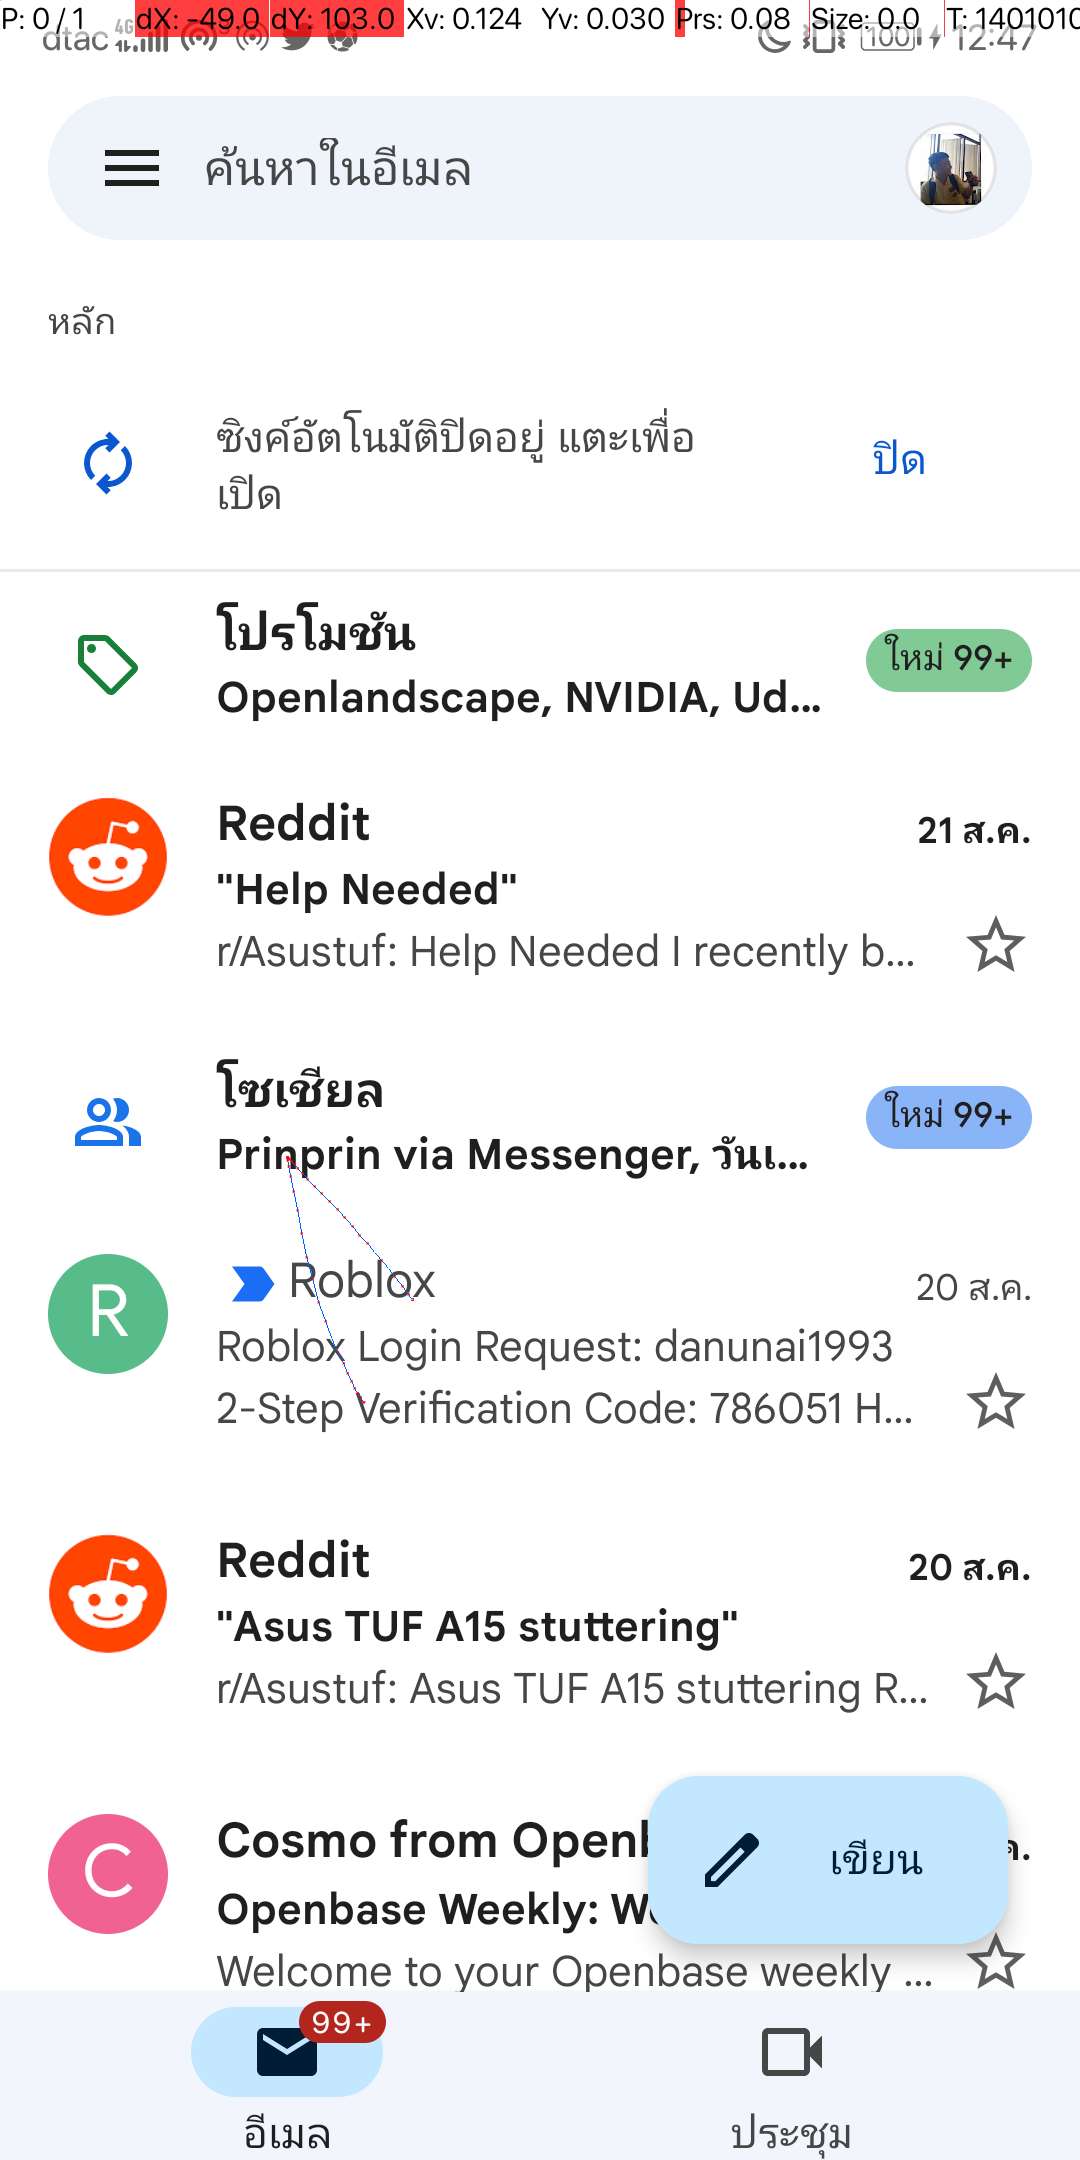 P: 0 / 1 dX: -49.0 dY: 103.0 Xv: 0.124 Yv: 0.030 Prs: 0.08 Size: 0.0 T: 1401010
dtac 4G 100 12:47
ค้นหาในอีเมล
หลัก
ซิงค์อัตโนมัติปิดอยู่ แตะเพื่อ
เปิด
ปิด
โปรโมชัน
ใหม่ 99+
Openlandscape, NVIDIA, Ud...
Reddit
21 ส.ค.
"Help Needed"
r/Asustuf: Help Needed I recently b...
โซเชียล
ใหม่ 99+
Prinprin via Messenger, วันเ...
R
Roblox
20 ส.ค.
Roblox Login Request: danunai1993
2-Step Verification Code: 786051 H...
Reddit
20 ส.ค.
"Asus TUF A15 stuttering"
r/Asustuf: Asus TUF A15 stuttering R...
C
Cosmo from Openb
ค.
Openbase Weekly: W
เขียน
Welcome to your Openbase weekly ...
99+
อีเมล
ประชุม